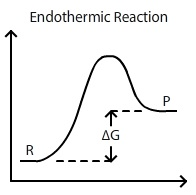 Endothermic Reaction
P
ΔG
R